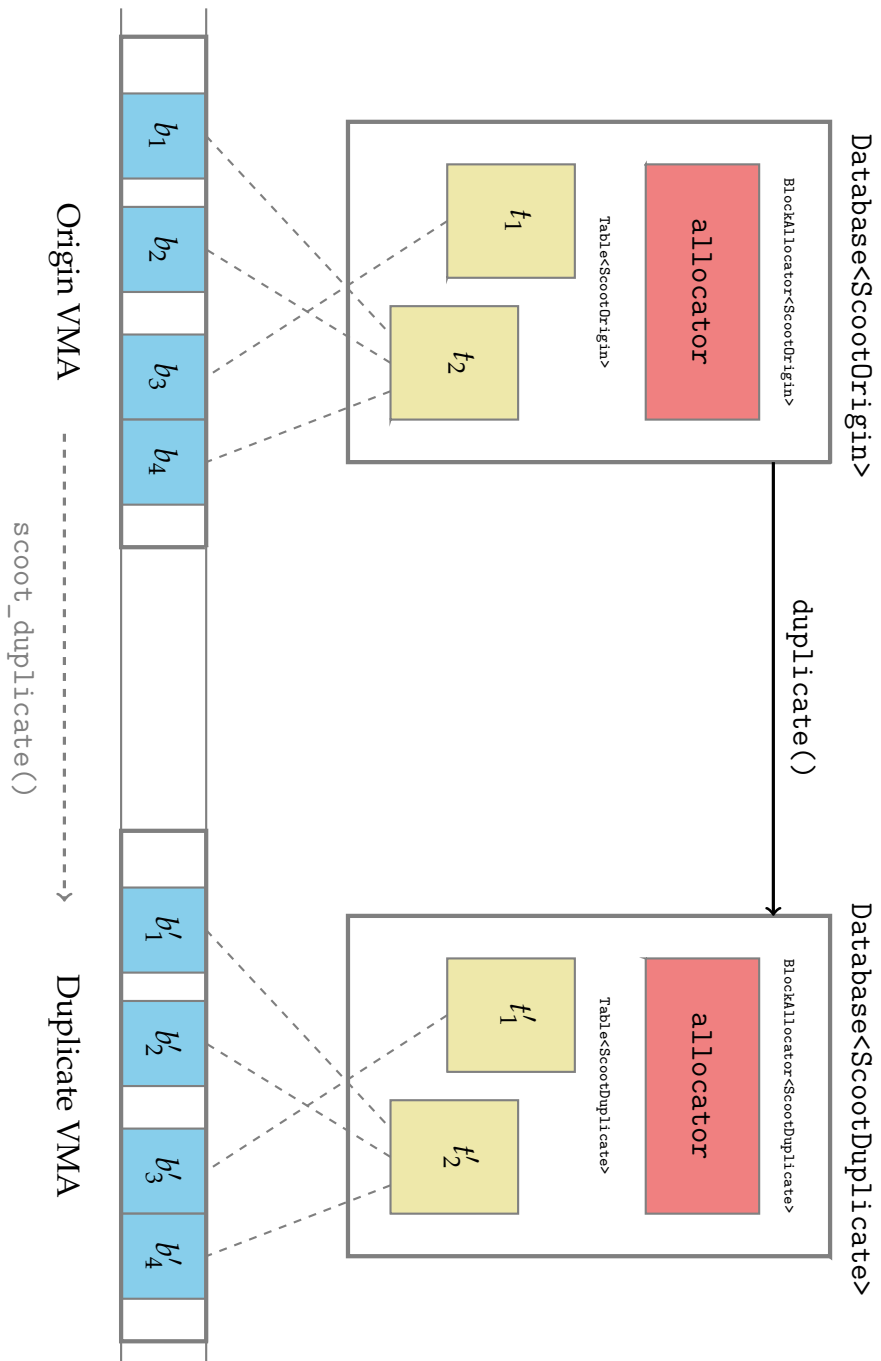 Database<ScootOrigin>
Database<ScootDuplicate>
BlockAllocator<ScootOrigin>
BlockAllocator<ScootDuplicate>
duplicate()
allocator
allocator
Table<ScootOrigin>
Table<ScootDuplicate>
t₁
t₂
t′₁
t′₂
b₁
b₂
b₃
b₄
b′₁
b′₂
b′₃
b′₄
Origin VMA
Duplicate VMA
scoot_duplicate()